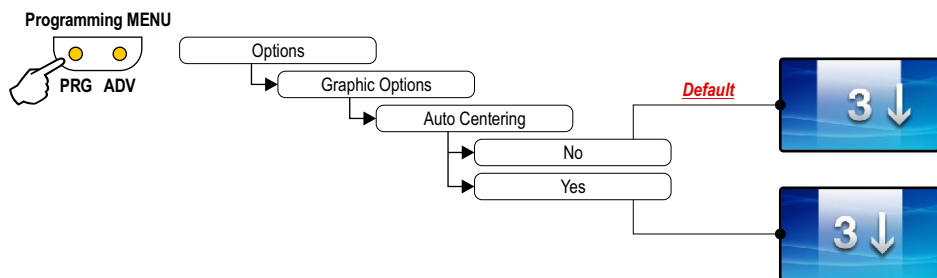 Programming MENU
PRG ADV
Options
Graphic Options
Auto Centering
No
Yes
Default
3
3